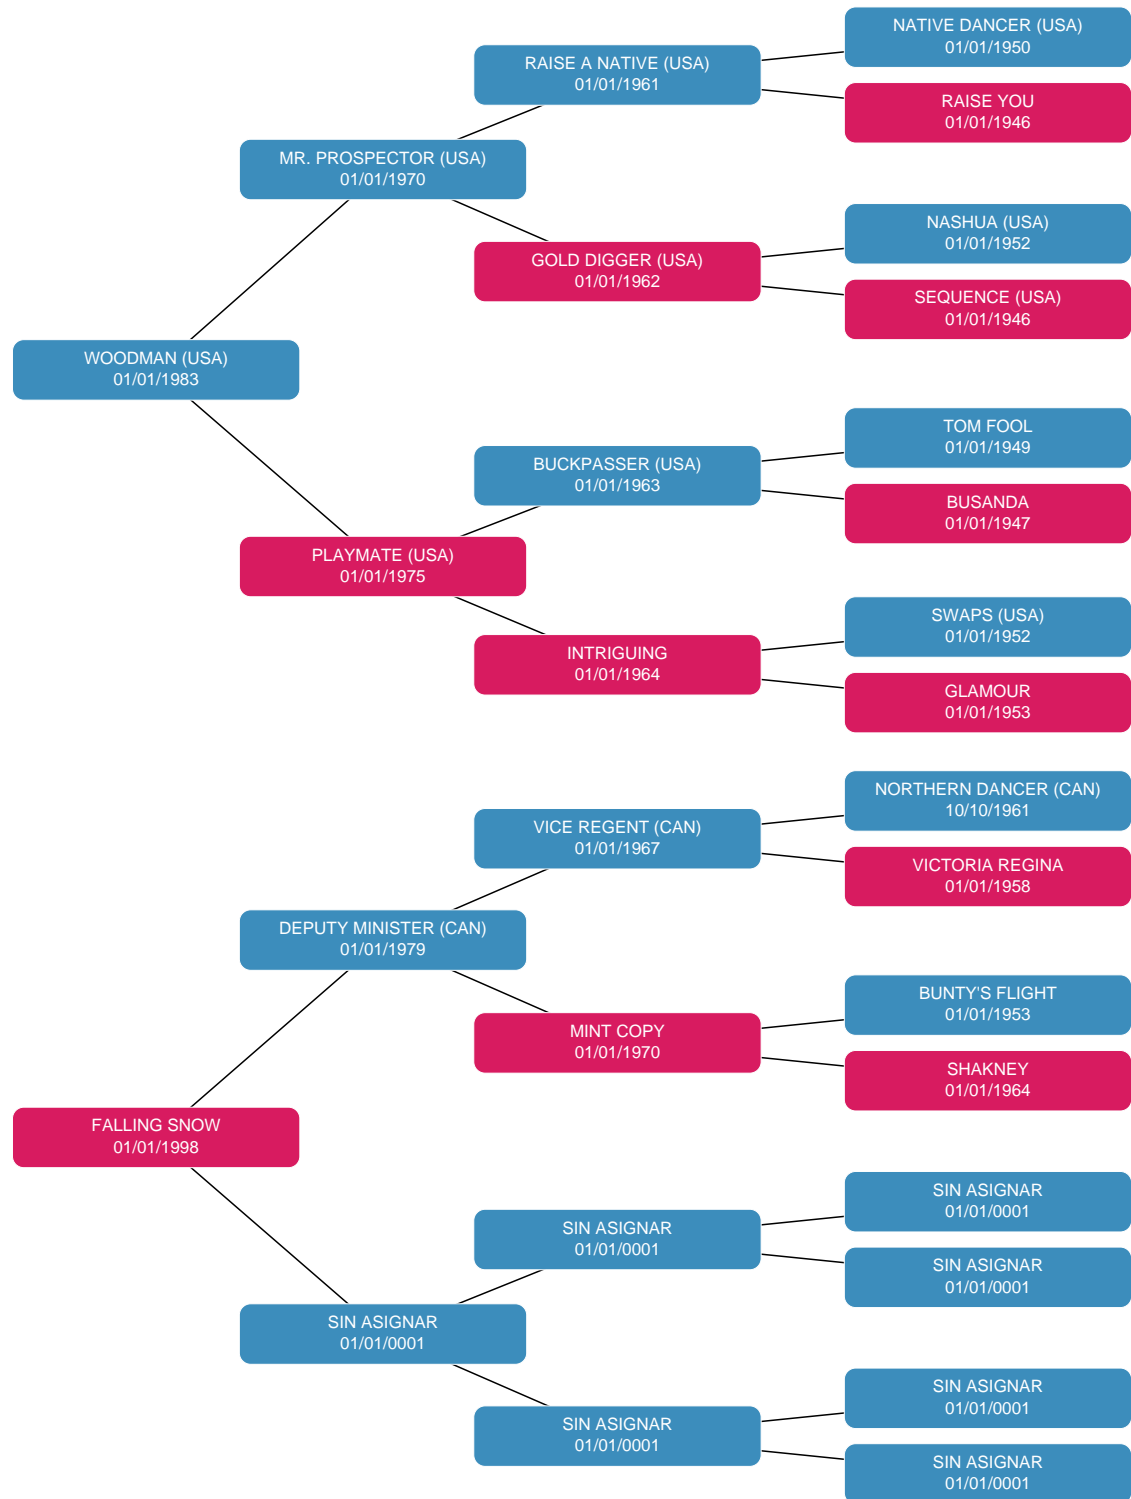 NATIVE DANCER (USA)
01/01/1950
RAISE A NATIVE (USA)
01/01/1961
RAISE YOU
01/01/1946
MR. PROSPECTOR (USA)
01/01/1970
NASHUA (USA)
01/01/1952
GOLD DIGGER (USA)
01/01/1962
SEQUENCE (USA)
01/01/1946
WOODMAN (USA)
01/01/1983
TOM FOOL
01/01/1949
BUCKPASSER (USA)
01/01/1963
BUSANDA
01/01/1947
PLAYMATE (USA)
01/01/1975
SWAPS (USA)
01/01/1952
INTRIGUING
01/01/1964
GLAMOUR
01/01/1953
NORTHERN DANCER (CAN)
10/10/1961
VICE REGENT (CAN)
01/01/1967
VICTORIA REGINA
01/01/1958
DEPUTY MINISTER (CAN)
01/01/1979
BUNTY'S FLIGHT
01/01/1953
MINT COPY
01/01/1970
SHAKNEY
01/01/1964
FALLING SNOW
01/01/1998
SIN ASIGNAR
01/01/0001
SIN ASIGNAR
01/01/0001
SIN ASIGNAR
01/01/0001
SIN ASIGNAR
01/01/0001
SIN ASIGNAR
01/01/0001
SIN ASIGNAR
01/01/0001
SIN ASIGNAR
01/01/0001